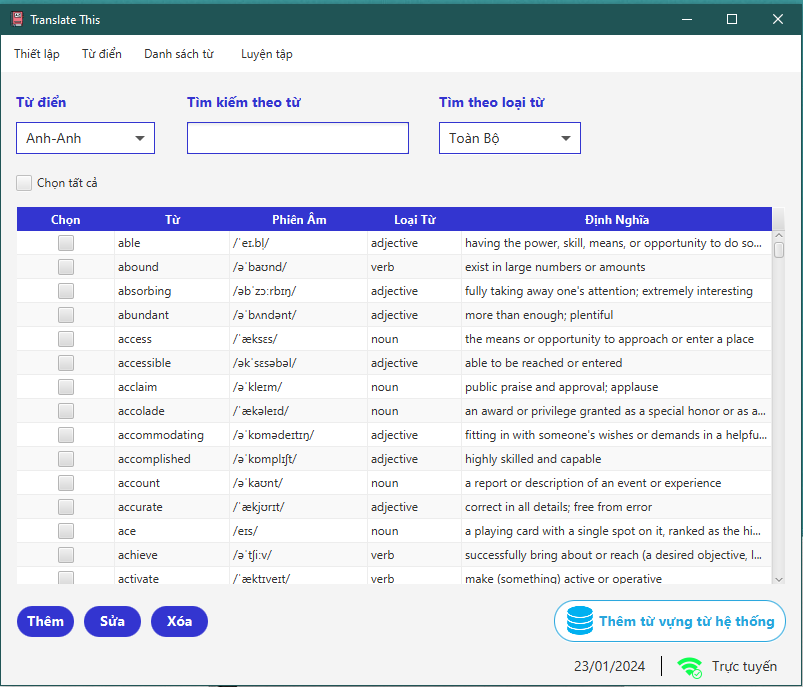 Translate This
Thiết lập Từ điển Danh sách từ Luyện tập
Từ điển Tìm kiếm theo từ Tìm theo loại từ
Anh-Anh Toàn Bộ
Chọn tất cả
Chọn Từ Phiên Âm Loại Từ Định Nghĩa
able /ˈeɪ.bl̩/ adjective having the power, skill, means, or opportunity to do so...
abound /əˈbaʊnd/ verb exist in large numbers or amounts
absorbing /əbˈzɔːrbɪŋ/ adjective fully taking away one's attention; extremely interesting
abundant /əˈbʌndənt/ adjective more than enough; plentiful
access /ˈæksɛs/ noun the means or opportunity to approach or enter a place
accessible /əkˈsɛsəbəl/ adjective able to be reached or entered
acclaim /əˈkleɪm/ noun public praise and approval; applause
accolade /ˈækəleɪd/ noun an award or privilege granted as a special honor or as a...
accommodating /əˈkɒmədeɪtɪŋ/ adjective fitting in with someone's wishes or demands in a helpfu...
accomplished /əˈkɒmplɪʃt/ adjective highly skilled and capable
account /əˈkaʊnt/ noun a report or description of an event or experience
accurate /ˈækjʊrɪt/ adjective correct in all details; free from error
ace /eɪs/ noun a playing card with a single spot on it, ranked as the hi...
achieve /əˈtʃiːv/ verb successfully bring about or reach (a desired objective, l...
activate /ˈæktɪveɪt/ verb make (something) active or operative
Thêm Sửa Xóa Thêm từ vựng từ hệ thống
23/01/2024 Trực tuyến